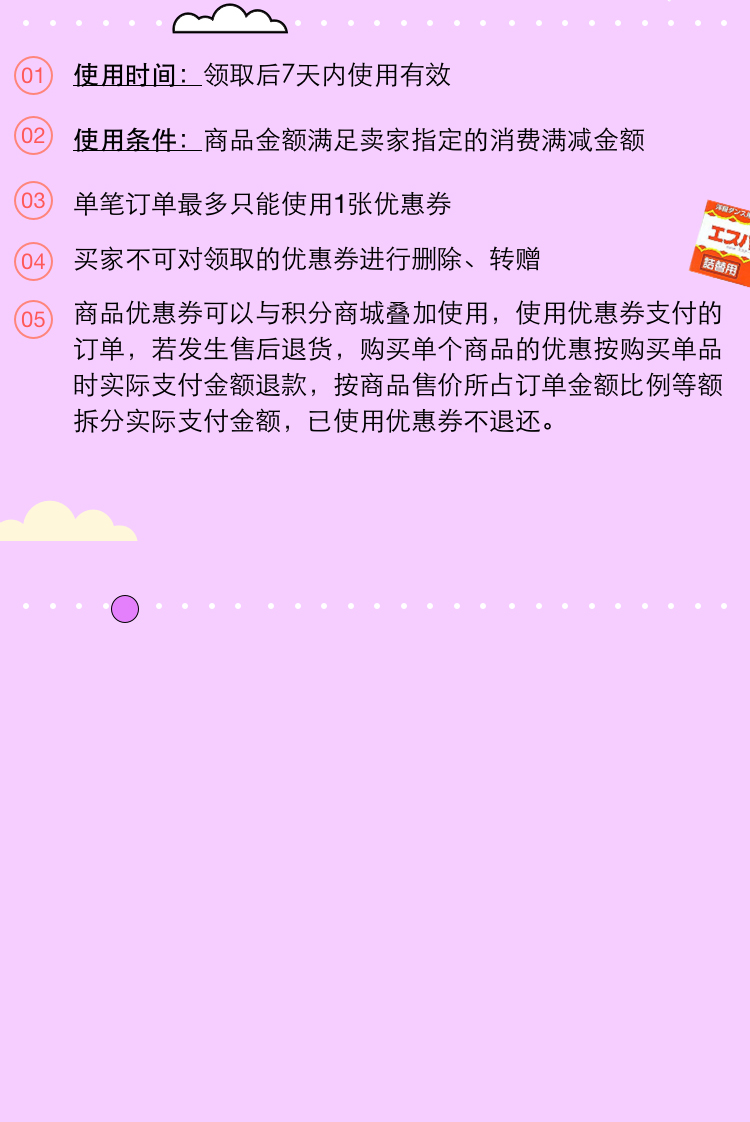 01 使用时间：领取后7天内使用有效
02 使用条件：商品金额满足卖家指定的消费满减金额
03 单笔订单最多只能使用1张优惠券
04 买家不可对领取的优惠券进行删除、转赠
05 商品优惠券可以与积分商城叠加使用，使用优惠券支付的
订单，若发生售后退货，购买单个商品的优惠按购买单品
时实际支付金额退款，按商品售价所占订单金额比例等额
拆分实际支付金额，已使用优惠券不退还。
エスパ
詰替用